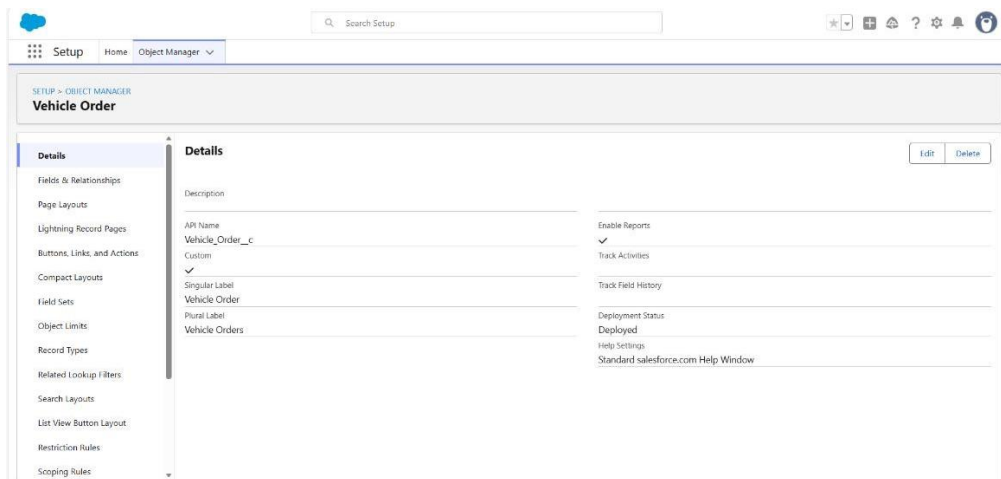 Search Setup
Setup
Home
Object Manager
SETUP > OBJECT MANAGER
Vehicle Order
Details
Fields & Relationships
Page Layouts
Lightning Record Pages
Buttons, Links, and Actions
Compact Layouts
Field Sets
Object Limits
Record Types
Related Lookup Filters
Search Layouts
List View Button Layout
Restriction Rules
Scoping Rules
Details
Edit
Delete
Description
API Name
Vehicle_Order__c
Custom
Singular Label
Vehicle Order
Plural Label
Vehicle Orders
Enable Reports
Track Activities
Track Field History
Deployment Status
Deployed
Help Settings
Standard salesforce.com Help Window